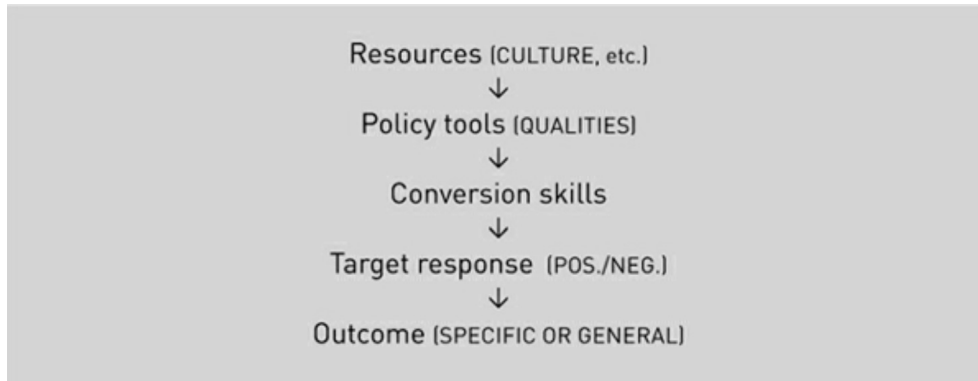 Resources (CULTURE, etc.)
↓
Policy tools (QUALITIES)
↓
Conversion skills
↓
Target response (POS./NEG.)
↓
Outcome (SPECIFIC OR GENERAL)